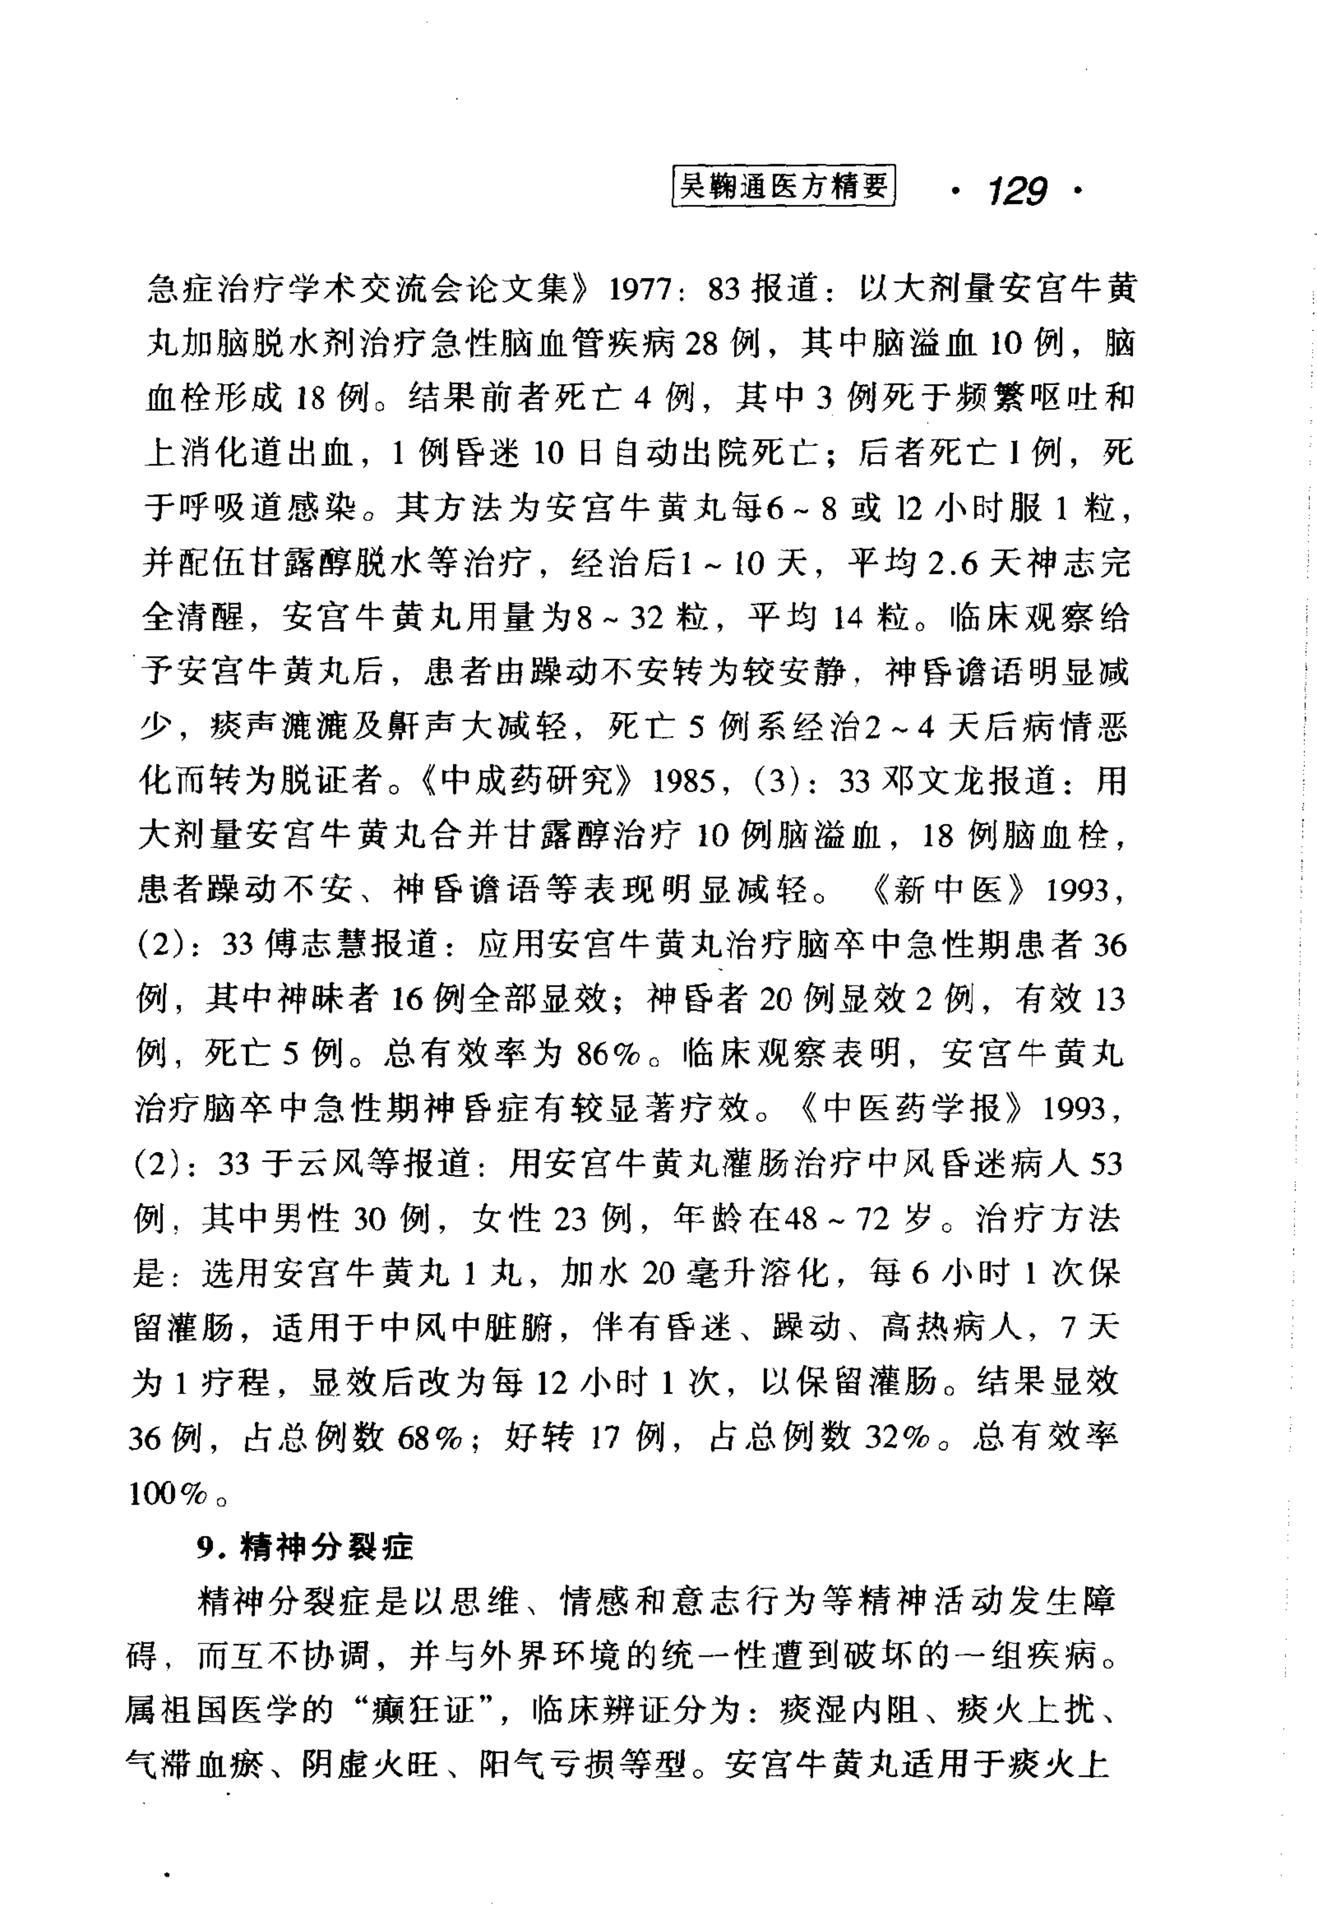 吴鞠通医方精要 · 129 ·
急症治疗学术交流会论文集》1977: 83 报道：以大剂量安宫牛黄
丸加脑脱水剂治疗急性脑血管疾病 28 例，其中脑溢血 10 例，脑
血栓形成 18 例。结果前者死亡 4 例，其中 3 例死于频繁呕吐和
上消化道出血，1 例昏迷 10 日自动出院死亡；后者死亡 1 例，死
于呼吸道感染。其方法为安宫牛黄丸每6～8 或 12 小时服 1 粒，
并配伍甘露醇脱水等治疗，经治后1～10 天，平均 2.6 天神志完
全清醒，安宫牛黄丸用量为8～32 粒，平均 14 粒。临床观察给
予安宫牛黄丸后，患者由躁动不安转为较安静，神昏谵语明显减
少，痰声漉漉及鼾声大减轻，死亡 5 例系经治2～4 天后病情恶
化而转为脱证者。《中成药研究》1985，(3)：33 邓文龙报道：用
大剂量安宫牛黄丸合并甘露醇治疗 10 例脑溢血，18 例脑血栓，
患者躁动不安、神昏谵语等表现明显减轻。《新中医》1993，
(2)：33 傅志慧报道：应用安宫牛黄丸治疗脑卒中急性期患者 36
例，其中神昧者 16 例全部显效；神昏者 20 例显效 2 例，有效 13
例，死亡 5 例。总有效率为 86%。临床观察表明，安宫牛黄丸
治疗脑卒中急性期神昏症有较显著疗效。《中医药学报》1993，
(2)：33 于云风等报道：用安宫牛黄丸灌肠治疗中风昏迷病人 53
例，其中男性 30 例，女性 23 例，年龄在48～72 岁。治疗方法
是：选用安宫牛黄丸 1 丸，加水 20 毫升溶化，每 6 小时 1 次保
留灌肠，适用于中风中脏腑，伴有昏迷、躁动、高热病人，7 天
为 1 疗程，显效后改为每 12 小时 1 次，以保留灌肠。结果显效
36 例，占总例数 68%；好转 17 例，占总例数 32%。总有效率
100%。
9. 精神分裂症
精神分裂症是以思维、情感和意志行为等精神活动发生障
碍，而互不协调，并与外界环境的统一性遭到破坏的一组疾病。
属祖国医学的“癫狂证”，临床辨证分为：痰湿内阻、痰火上扰、
气滞血瘀、阴虚火旺、阳气亏损等型。安宫牛黄丸适用于痰火上